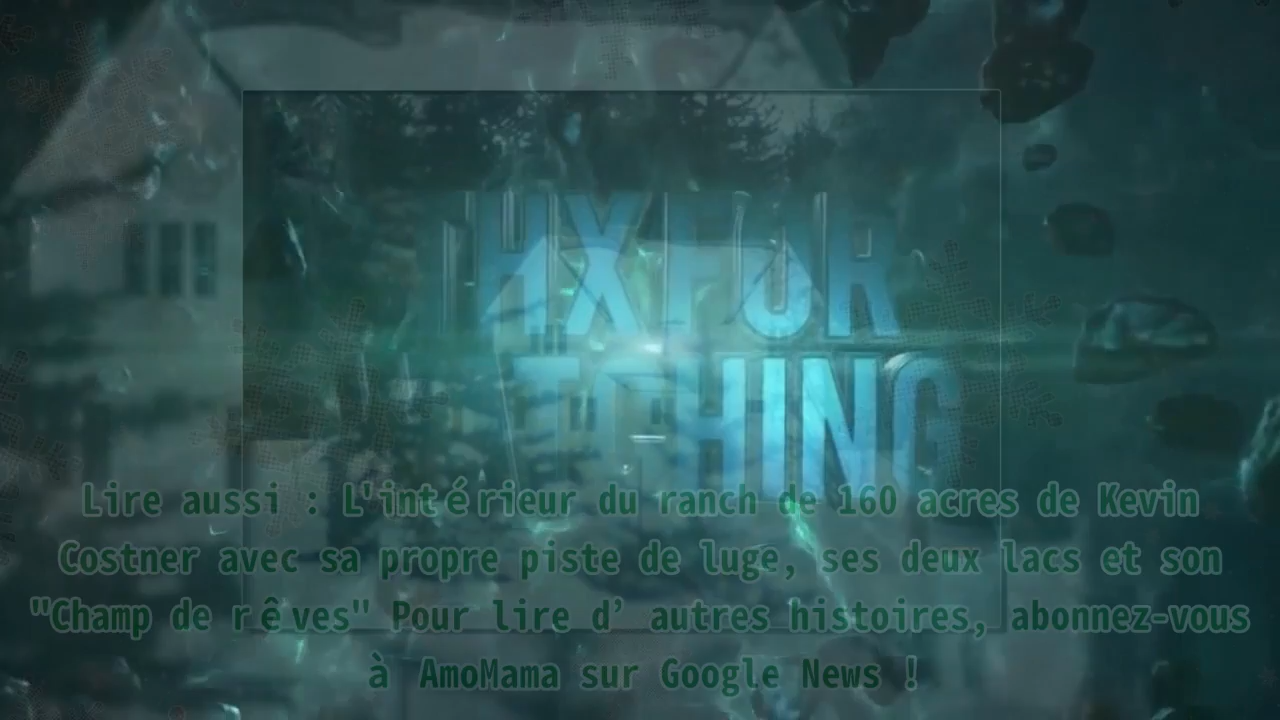 HING
Lire aussi : L'intérieur du ranch de 160 acres de Kevin
Costner avec sa propre piste de luge, ses deux lacs et son
"Champ de rêves" Pour lire d’ autres histoires, abonnez-vous
à AmoMama sur Google News !